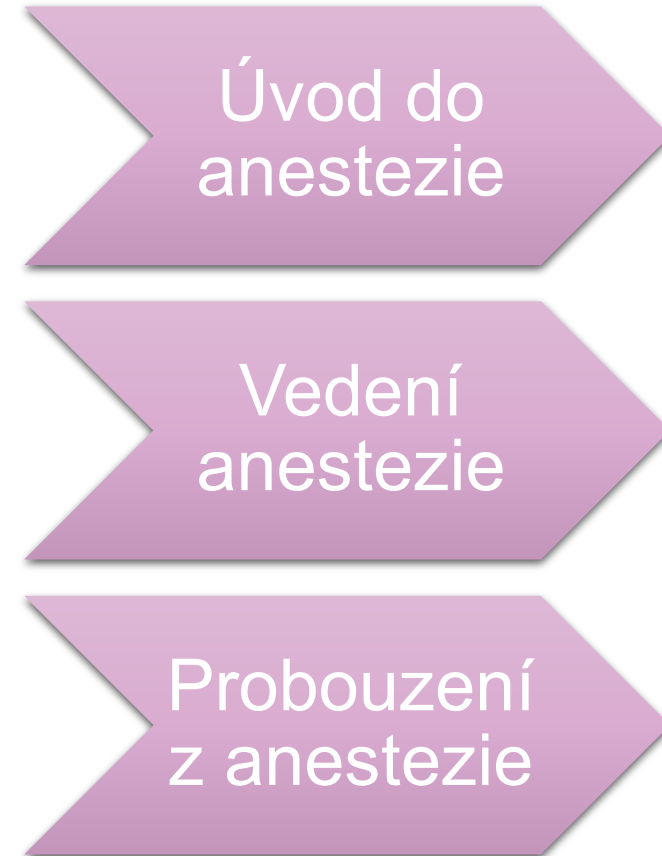 Úvod do
anestezie
Vedení
anestezie
Probouzení
z anestezie